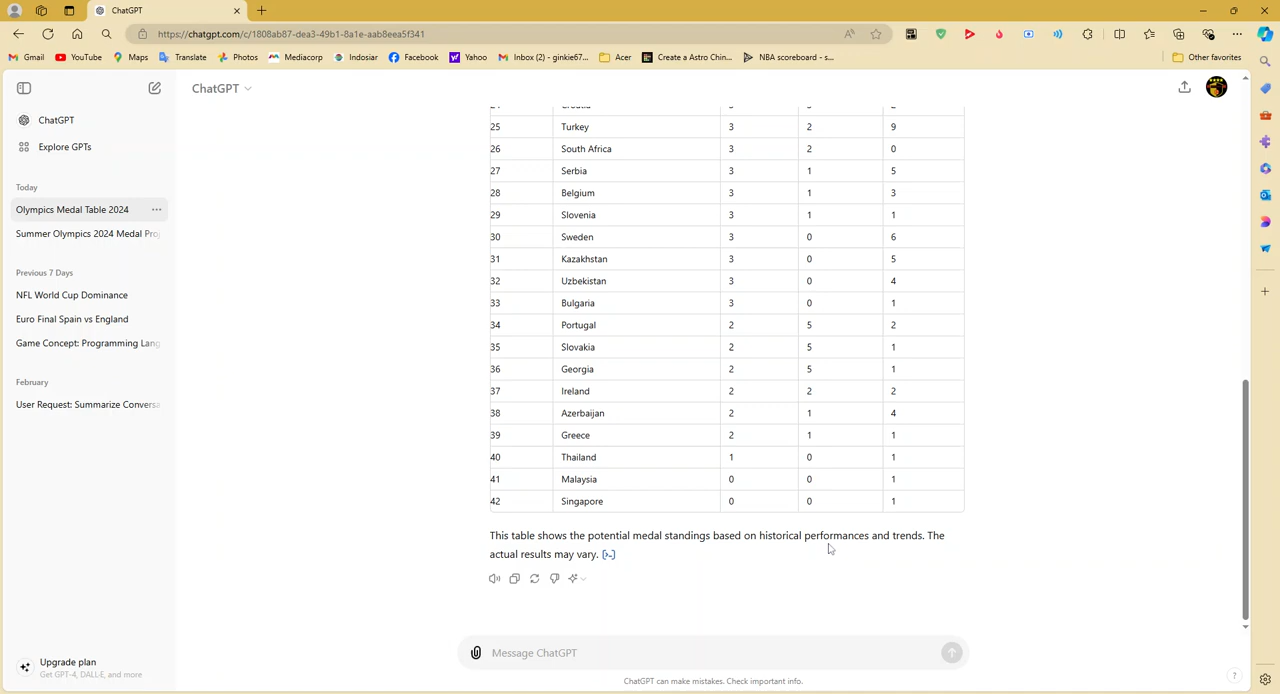 ChatGPT
https://chatgpt.com/c/1808ab87-dea3-49b1-8a1e-aab8eea5f341
Gmail YouTube Maps Translate Photos Mediacorp Indosiar Facebook Yahoo Inbox (2) - ginkie67... Acer Create a Astro Chin... NBA scoreboard - s... Other favorites
ChatGPT
ChatGPT
Explore GPTs
Today
Olympics Medal Table 2024
Summer Olympics 2024 Medal Pro
Previous 7 Days
NFL World Cup Dominance
Euro Final Spain vs England
Game Concept: Programming Lang
February
User Request: Summarize Conversa
Upgrade plan
Get GPT-4, DALL·E, and more
25 Turkey 3 2 9
26 South Africa 3 2 0
27 Serbia 3 1 5
28 Belgium 3 1 3
29 Slovenia 3 1 1
30 Sweden 3 0 6
31 Kazakhstan 3 0 5
32 Uzbekistan 3 0 4
33 Bulgaria 3 0 1
34 Portugal 2 5 2
35 Slovakia 2 5 1
36 Georgia 2 5 1
37 Ireland 2 2 2
38 Azerbaijan 2 1 4
39 Greece 2 1 1
40 Thailand 1 0 1
41 Malaysia 0 0 1
42 Singapore 0 0 1
This table shows the potential medal standings based on historical performances and trends. The
actual results may vary. [>-]
Message ChatGPT
ChatGPT can make mistakes. Check important info.
?